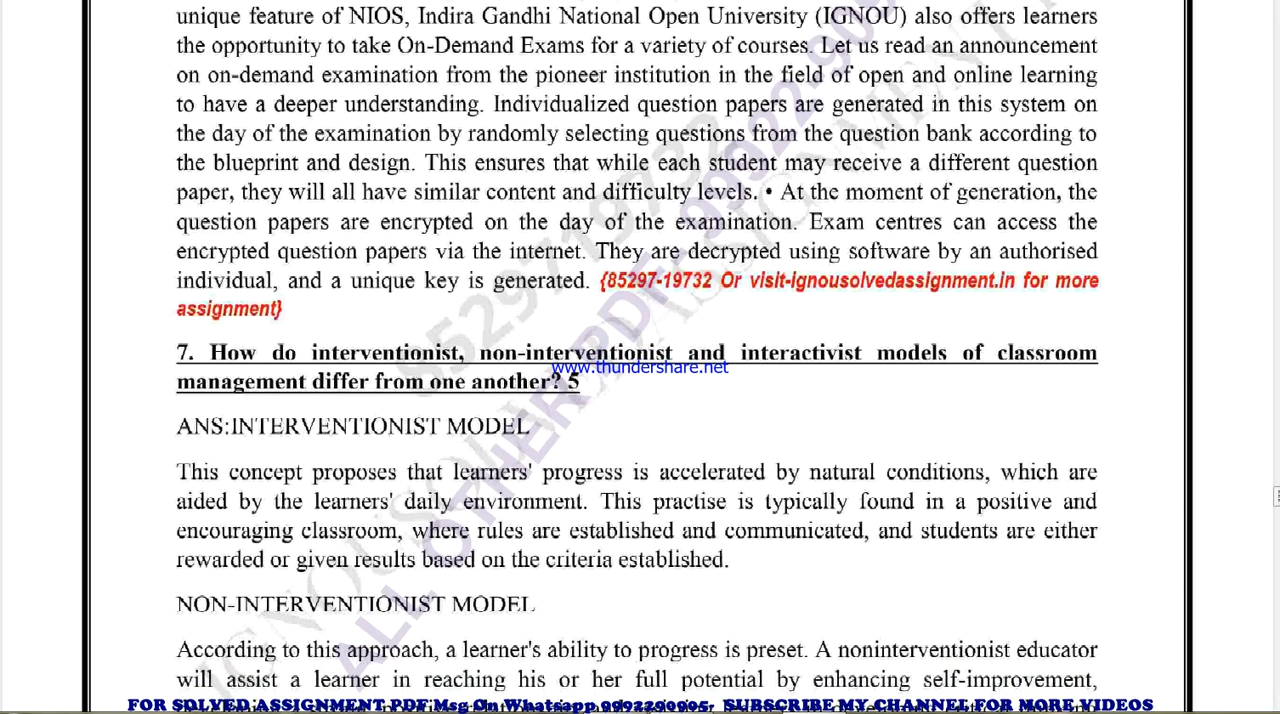 unique feature of NIOS, Indira Gandhi National Open University (IGNOU) also offers learners
the opportunity to take On-Demand Exams for a variety of courses. Let us read an announcement
on on-demand examination from the pioneer institution in the field of open and online learning
to have a deeper understanding. Individualized question papers are generated in this system on
the day of the examination by randomly selecting questions from the question bank according to
the blueprint and design. This ensures that while each student may receive a different question
paper, they will all have similar content and difficulty levels. • At the moment of generation, the
question papers are encrypted on the day of the examination. Exam centres can access the
encrypted question papers via the internet. They are decrypted using software by an authorised
individual, and a unique key is generated. {85297-19732 Or visit-ignousolvedassignment.in for more
assignment}
7. How do interventionist, non-interventionist and interactivist models of classroom
www.thundershare.net
management differ from one another? 5
ANS:INTERVENTIONIST MODEL
This concept proposes that learners' progress is accelerated by natural conditions, which are
aided by the learners' daily environment. This practise is typically found in a positive and
encouraging classroom, where rules are established and communicated, and students are either
rewarded or given results based on the criteria established.
NON-INTERVENTIONIST MODEL
According to this approach, a learner's ability to progress is preset. A noninterventionist educator
will assist a learner in reaching his or her full potential by enhancing self-improvement,
FOR SOLVED ASSIGNMENT PDF Msg On Whatsapp 9992290905- SUBSCRIBE MY CHANNEL FOR MORE VIDEOS